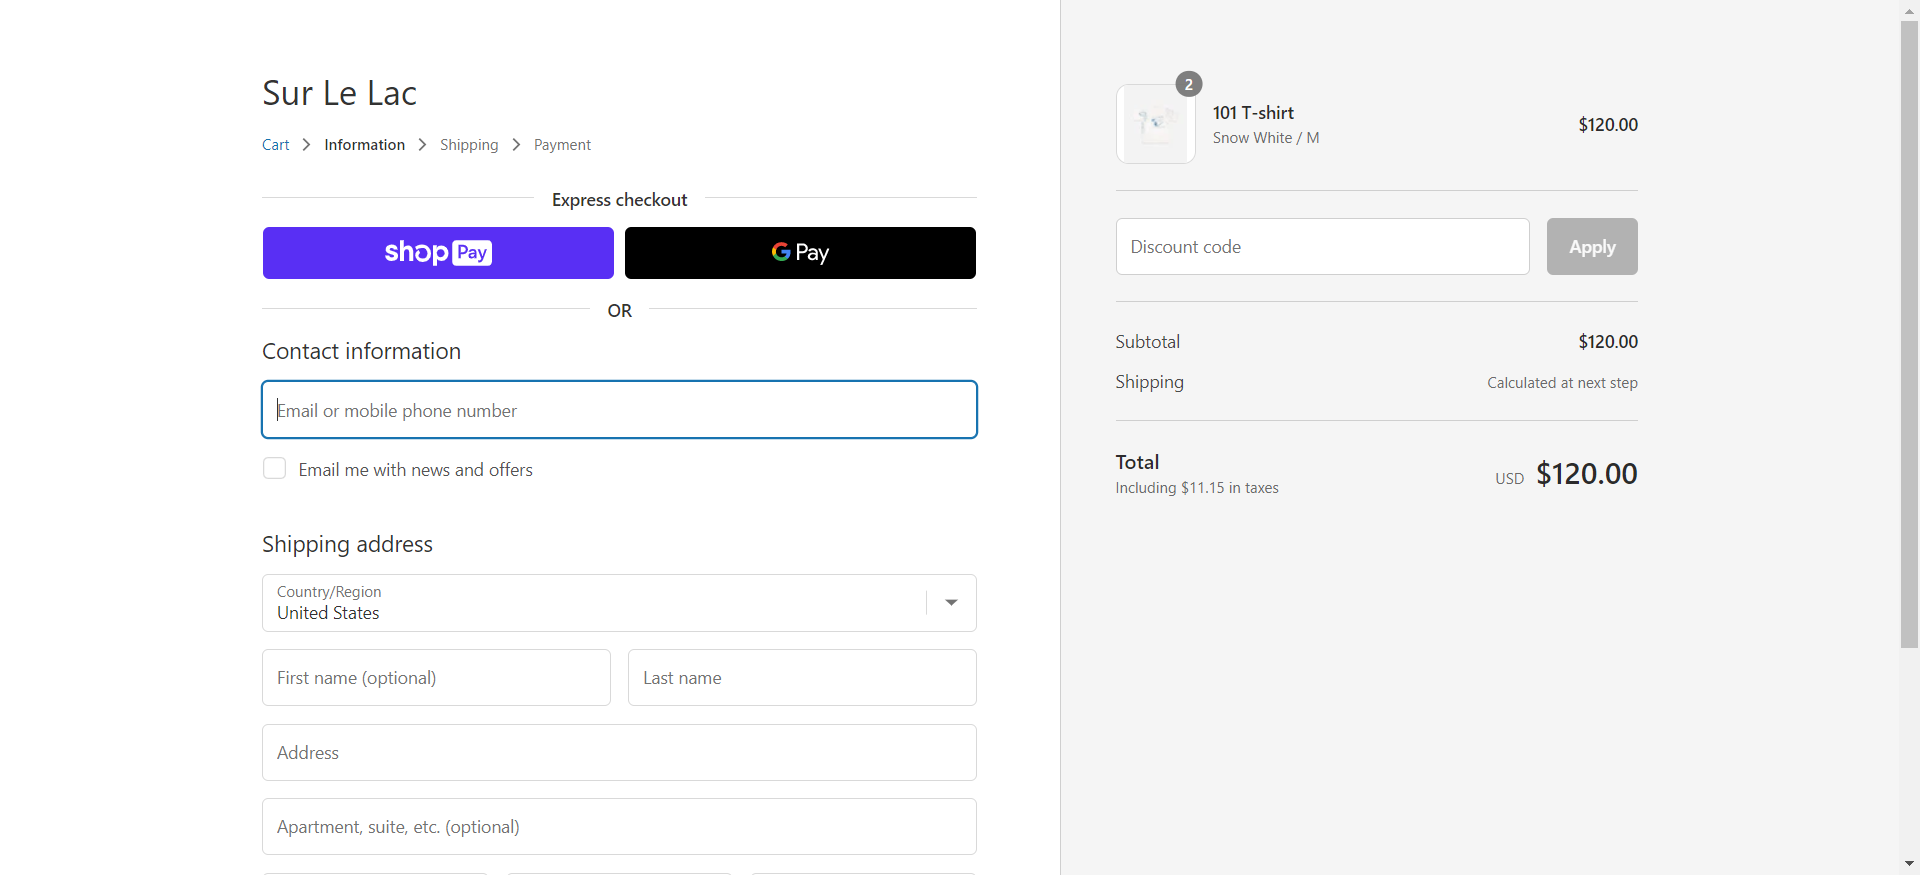 Sur Le Lac
Cart > Information > Shipping > Payment
Express checkout
shop Pay
G Pay
OR
Contact information
Email or mobile phone number
Email me with news and offers
Shipping address
Country/Region
United States
First name (optional)
Last name
Address
Apartment, suite, etc. (optional)
2
101 T-shirt
Snow White / M
$120.00
Discount code
Apply
Subtotal
$120.00
Shipping
Calculated at next step
Total
Including $11.15 in taxes
USD $120.00